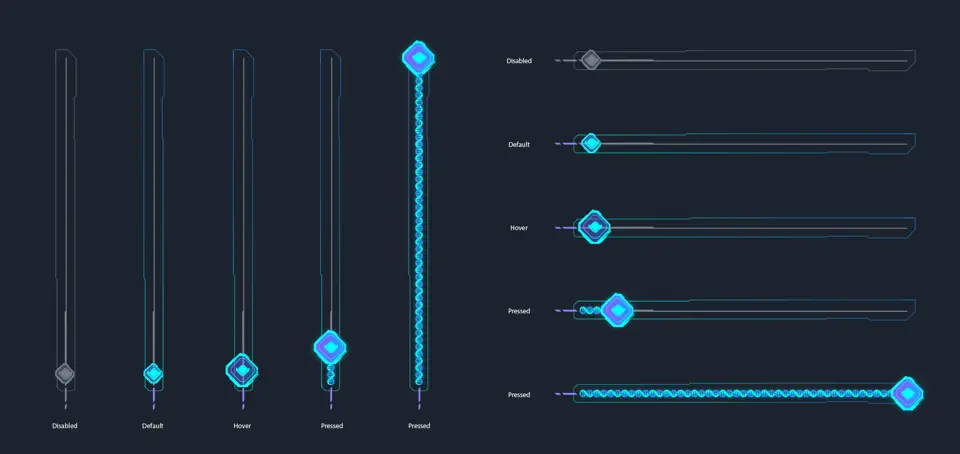 Disabled
Default
Hover
Pressed
Pressed
Disabled
Default
Hover
Pressed
Pressed